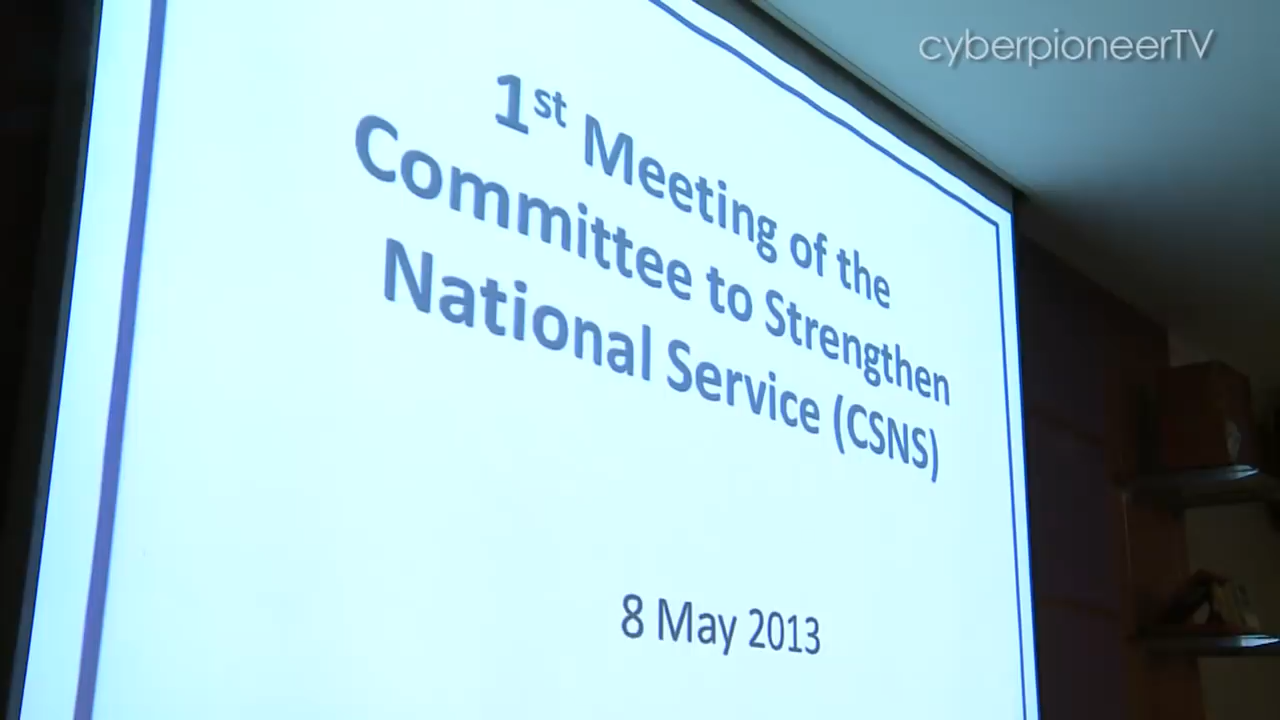 cyberpioneerTV
1st Meeting of the
Committee to Strengthen
National Service (CSNS)
8 May 2013